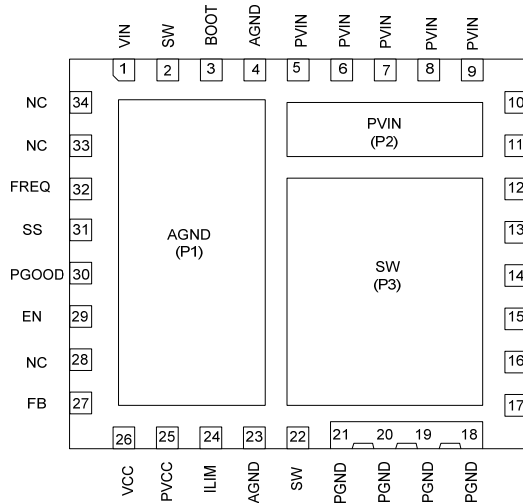 VIN SW BOOT AGND PVIN PVIN PVIN PVIN PVIN
1 2 3 4 5 6 7 8 9
NC 34 10
NC 33 11
PVIN
(P2)
FREQ 32 12
SS 31 13
AGND
(P1)
PGOOD 30 14
SW
(P3)
EN 29 15
NC 28 16
FB 27 17
26 25 24 23 22 21 20 19 18
VCC PVCC ILIM AGND SW PGND PGND PGND PGND